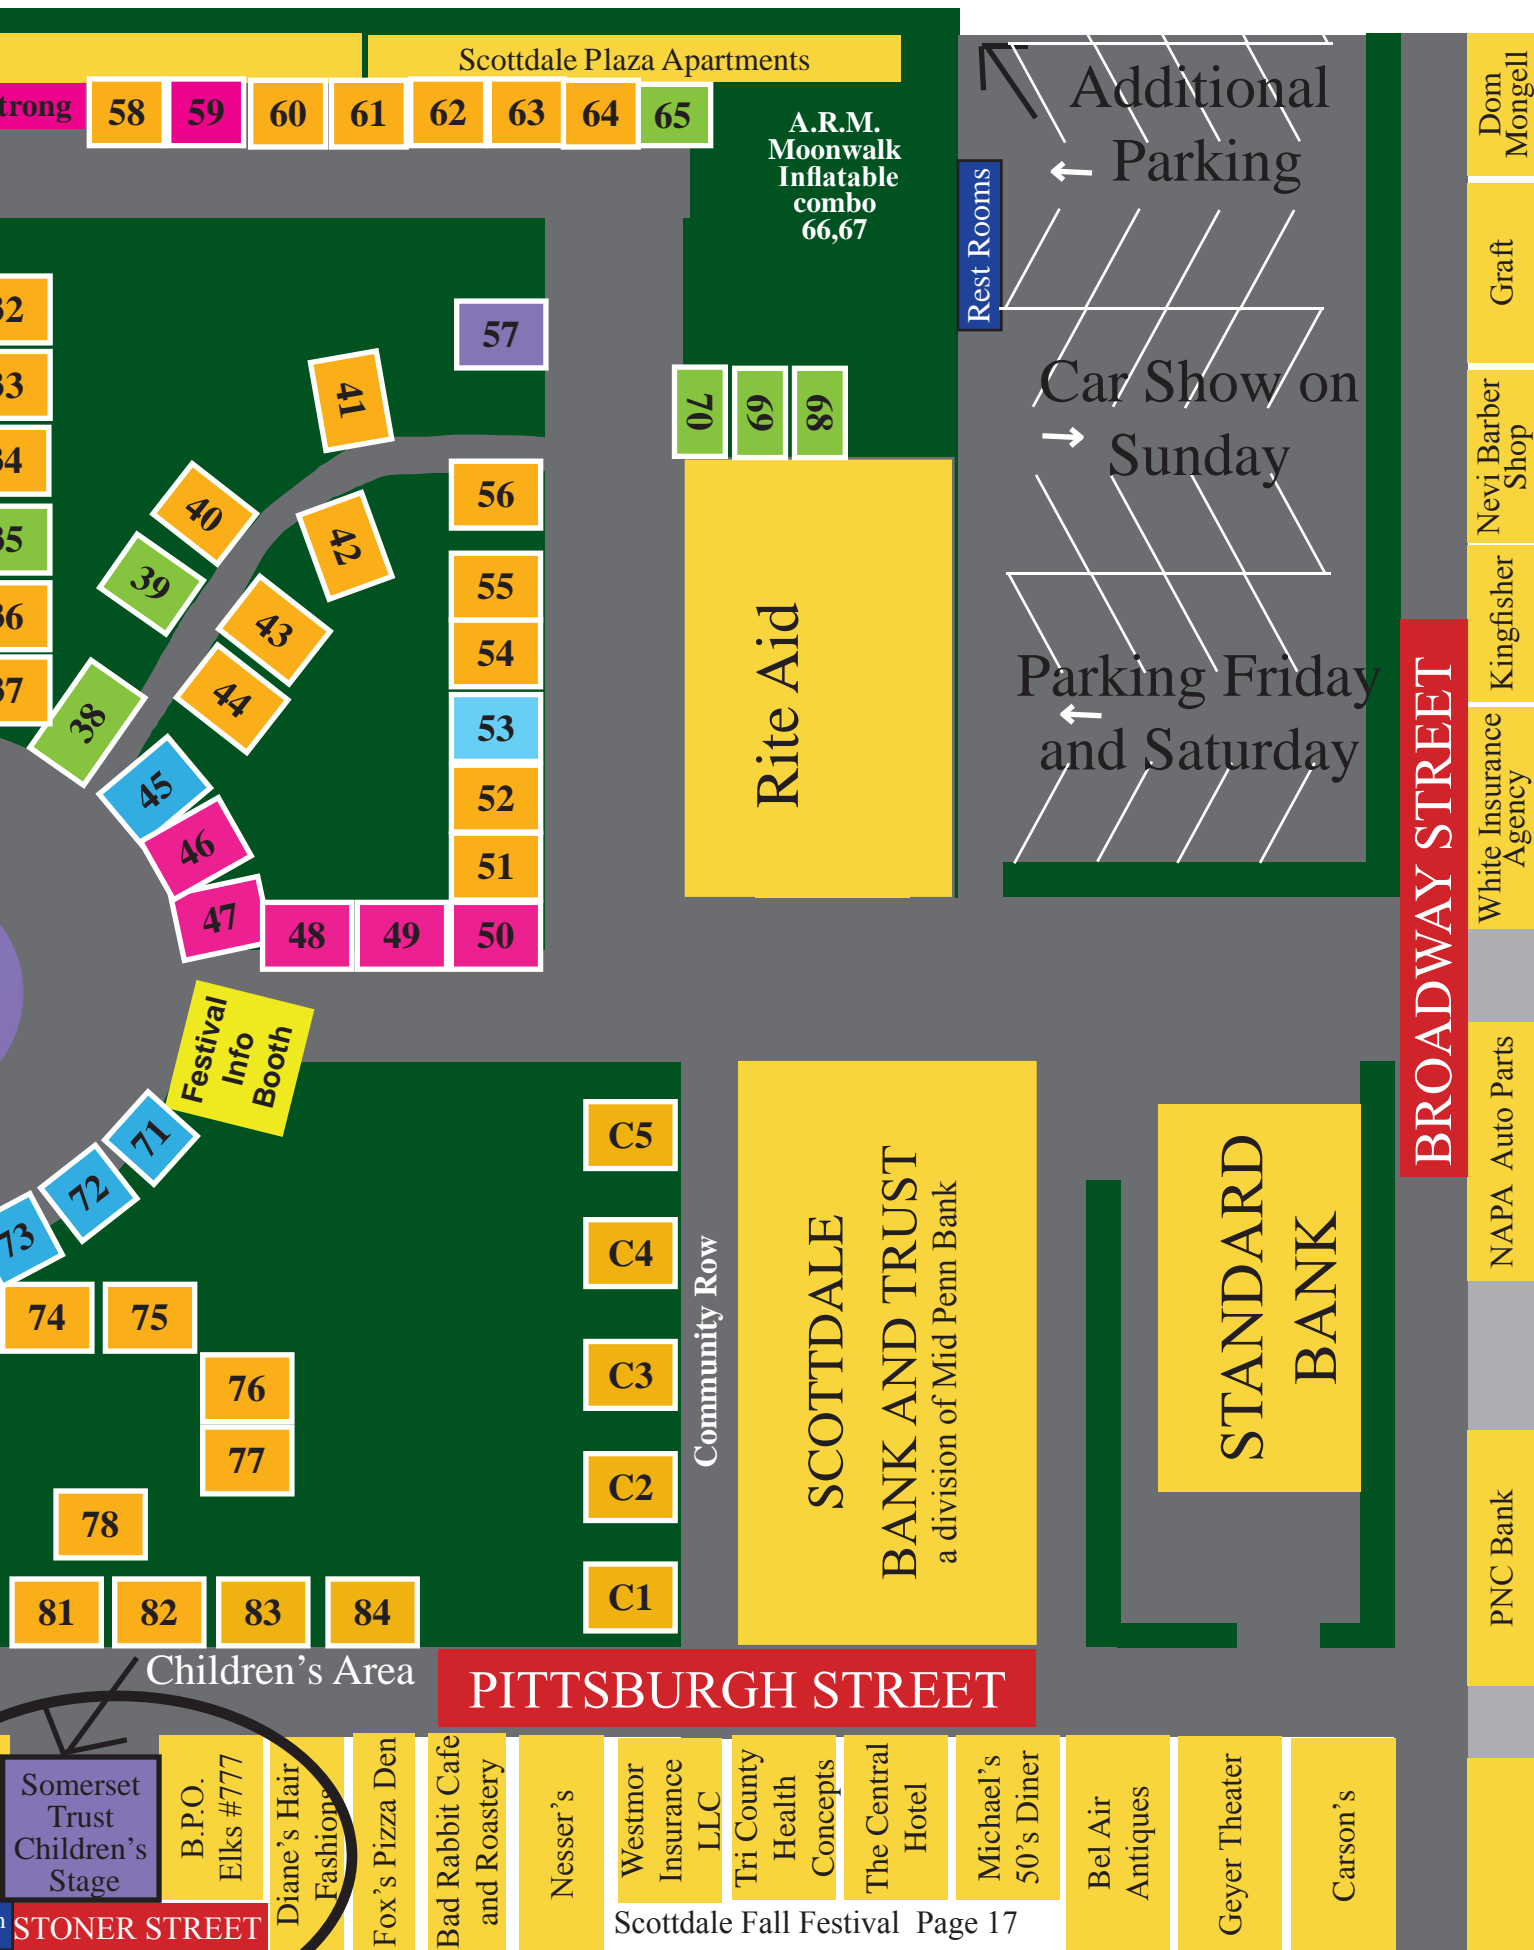 Scottdale Plaza Apartments
trong
58
59
60
61
62
63
64
65
A.R.M.
Moonwalk
Inflatable
combo
66,67
Additional
Parking
Rest Rooms
Car Show on
Sunday
Parking Friday
and Saturday
Dom
Mongell
Graft
Nevi Barber
Shop
Kingfisher
White Insurance
Agency
BROADWAY STREET
NAPA Auto Parts
PNC Bank
32
33
34
35
36
37
57
41
40
39
38
42
43
44
45
46
47
48
49
50
56
55
54
53
52
51
70
69
68
Rite Aid
Festival
Info
Booth
71
72
73
74
75
76
77
78
81
82
83
84
C5
C4
C3
C2
C1
Community Row
SCOTTDALE
BANK AND TRUST
a division of Mid Penn Bank
STANDARD
BANK
Children's Area
PITTSBURGH STREET
Somerset
Trust
Children's
Stage
STONER STREET
B.P.O.
Elks #777
Diane's Hair
Fashions
Fox's Pizza Den
Bad Rabbit Cafe
and Roastery
Nesser's
Westmor
Insurance
LLC
Tri County
Health
Concepts
The Central
Hotel
Michael's
50's Diner
Bel Air
Antiques
Geyer Theater
Carson's
Scottdale Fall Festival Page 17